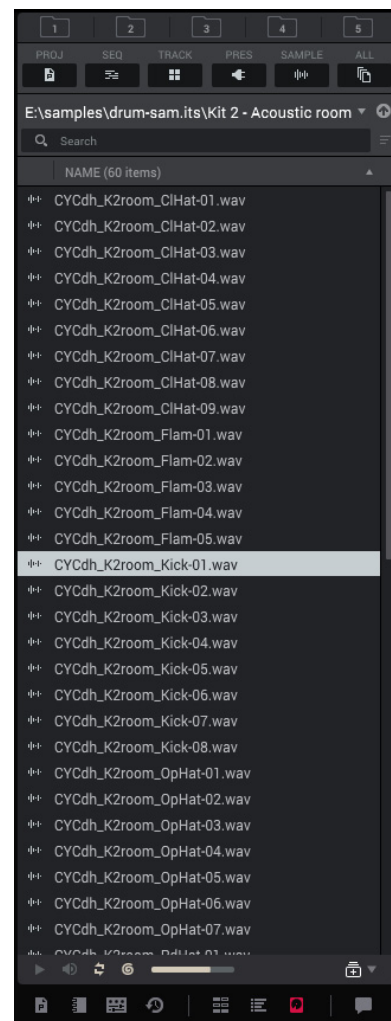 1 2 3 4 5
PROJ SEQ TRACK PRES SAMPLE ALL
E:\samples\drum-sam.its\Kit 2 - Acoustic room
Search
NAME (60 items)
CYCdh_K2room_ClHat-01.wav
CYCdh_K2room_ClHat-02.wav
CYCdh_K2room_ClHat-03.wav
CYCdh_K2room_ClHat-04.wav
CYCdh_K2room_ClHat-05.wav
CYCdh_K2room_ClHat-06.wav
CYCdh_K2room_ClHat-07.wav
CYCdh_K2room_ClHat-08.wav
CYCdh_K2room_ClHat-09.wav
CYCdh_K2room_Flam-01.wav
CYCdh_K2room_Flam-02.wav
CYCdh_K2room_Flam-03.wav
CYCdh_K2room_Flam-04.wav
CYCdh_K2room_Flam-05.wav
CYCdh_K2room_Kick-01.wav
CYCdh_K2room_Kick-02.wav
CYCdh_K2room_Kick-03.wav
CYCdh_K2room_Kick-04.wav
CYCdh_K2room_Kick-05.wav
CYCdh_K2room_Kick-06.wav
CYCdh_K2room_Kick-07.wav
CYCdh_K2room_Kick-08.wav
CYCdh_K2room_OpHat-01.wav
CYCdh_K2room_OpHat-02.wav
CYCdh_K2room_OpHat-03.wav
CYCdh_K2room_OpHat-04.wav
CYCdh_K2room_OpHat-05.wav
CYCdh_K2room_OpHat-06.wav
CYCdh_K2room_OpHat-07.wav